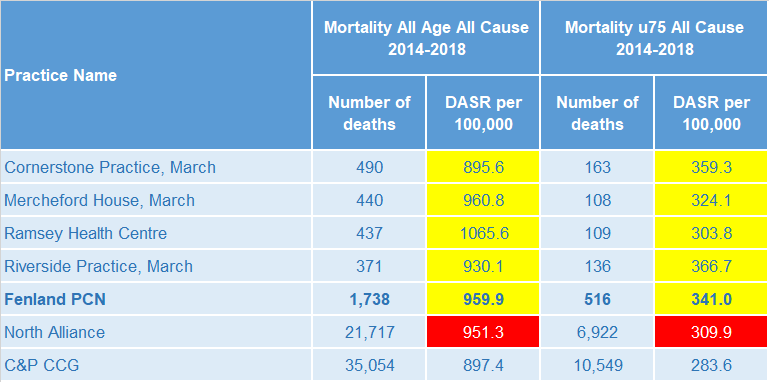 Practice Name
Mortality All Age All Cause
2014-2018
Mortality u75 All Cause
2014-2018
Number of
deaths
DASR per
100,000
Number of
deaths
DASR per
100,000
Cornerstone Practice, March 490 895.6 163 359.3
Mercheford House, March 440 960.8 108 324.1
Ramsey Health Centre 437 1065.6 109 303.8
Riverside Practice, March 371 930.1 136 366.7
Fenland PCN 1,738 959.9 516 341.0
North Alliance 21,717 951.3 6,922 309.9
C&P CCG 35,054 897.4 10,549 283.6